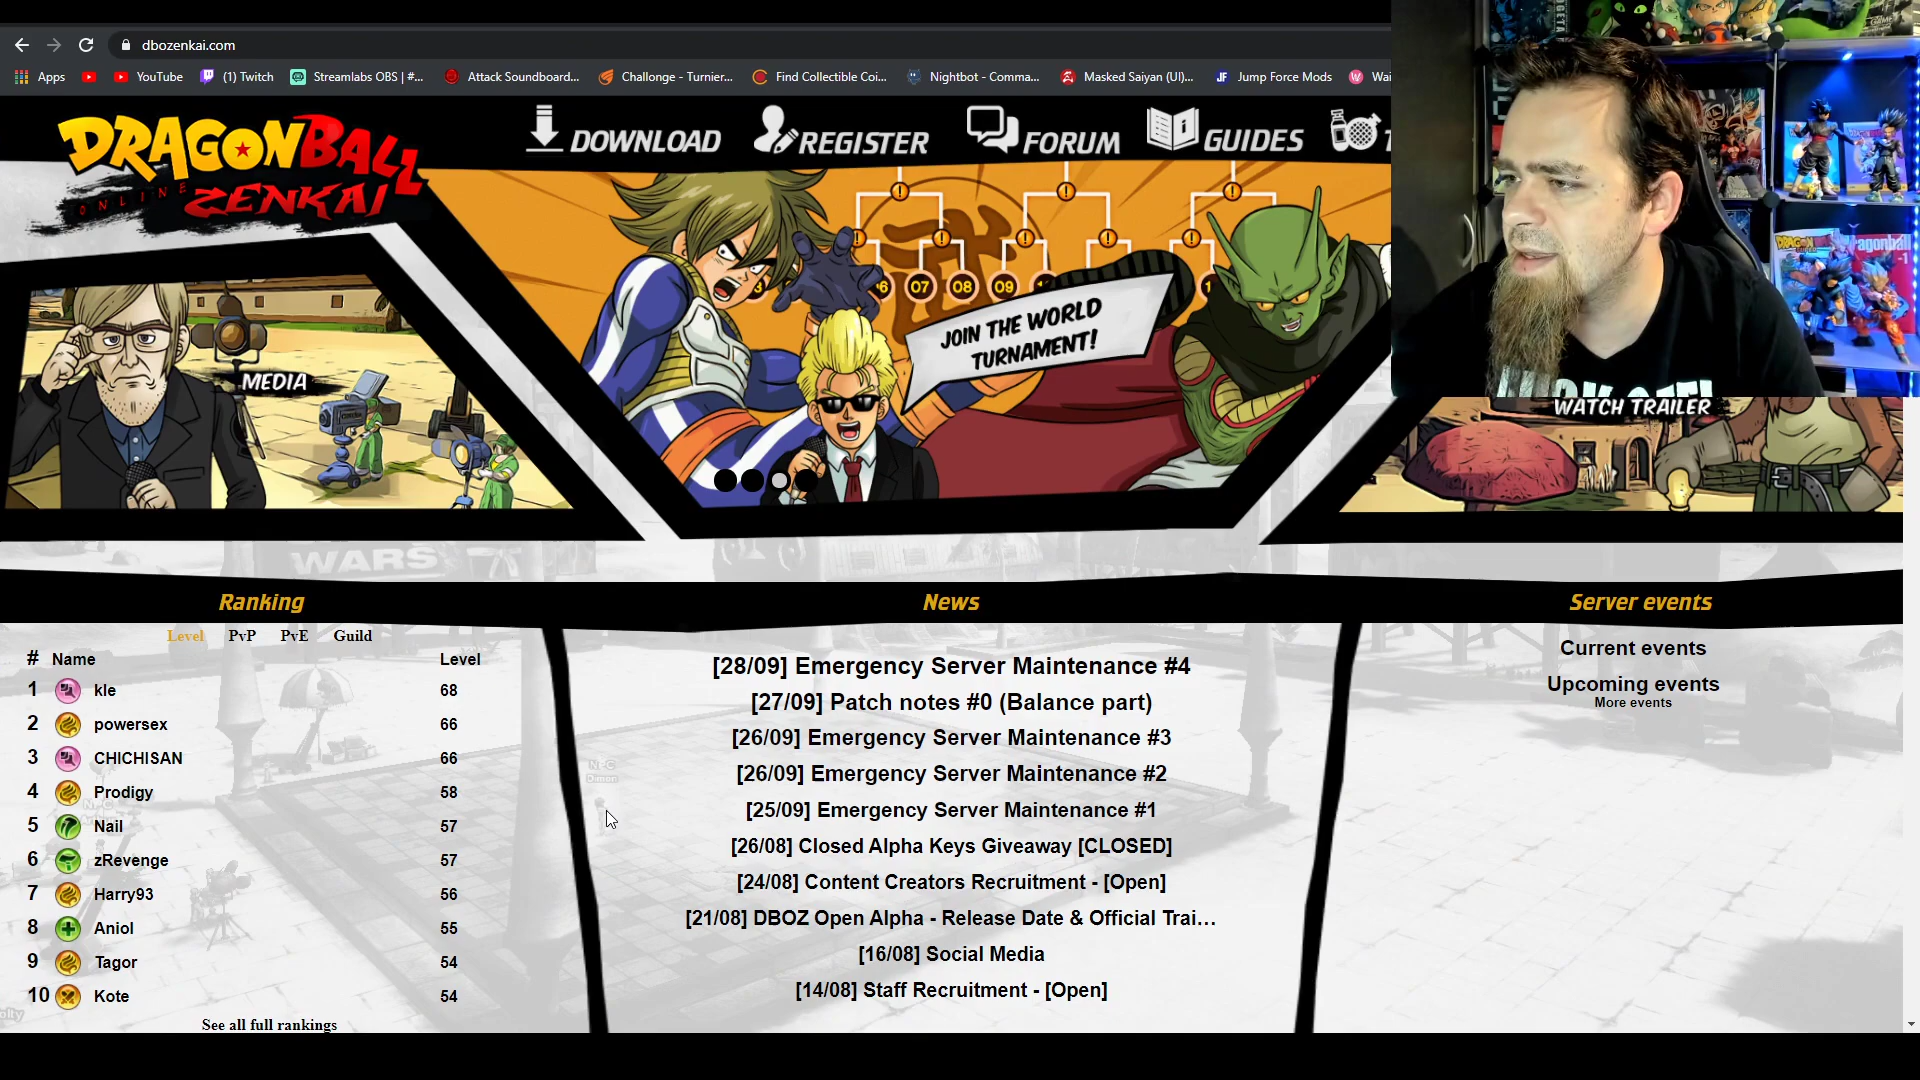 dbozenkai.com
Apps YouTube (1) Twitch Streamlabs OBS | #... Attack Soundboard... Challonge - Turnier... Find Collectible Coi... Nightbot - Comma... Masked Saiyan (UI)... JF Jump Force Mods Wai
DRAGONBALL
ONLINE ZENKAI
DOWNLOAD REGISTER FORUM GUIDES
07 08 09
JOIN THE WORLD
TURNAMENT!
MEDIA
WATCH TRAILER
WARS
Ranking
Level PvP PvE Guild
# Name Level
1 kle 68
2 powersex 66
3 CHICHISAN 66
4 Prodigy 58
5 Nail 57
6 zRevenge 57
7 Harry93 56
8 Aniol 55
9 Tagor 54
10 Kote 54
See all full rankings
News
[28/09] Emergency Server Maintenance #4
[27/09] Patch notes #0 (Balance part)
[26/09] Emergency Server Maintenance #3
[26/09] Emergency Server Maintenance #2
[25/09] Emergency Server Maintenance #1
[26/08] Closed Alpha Keys Giveaway [CLOSED]
[24/08] Content Creators Recruitment - [Open]
[21/08] DBOZ Open Alpha - Release Date & Official Trai...
[16/08] Social Media
[14/08] Staff Recruitment - [Open]
Server events
Current events
Upcoming events
More events